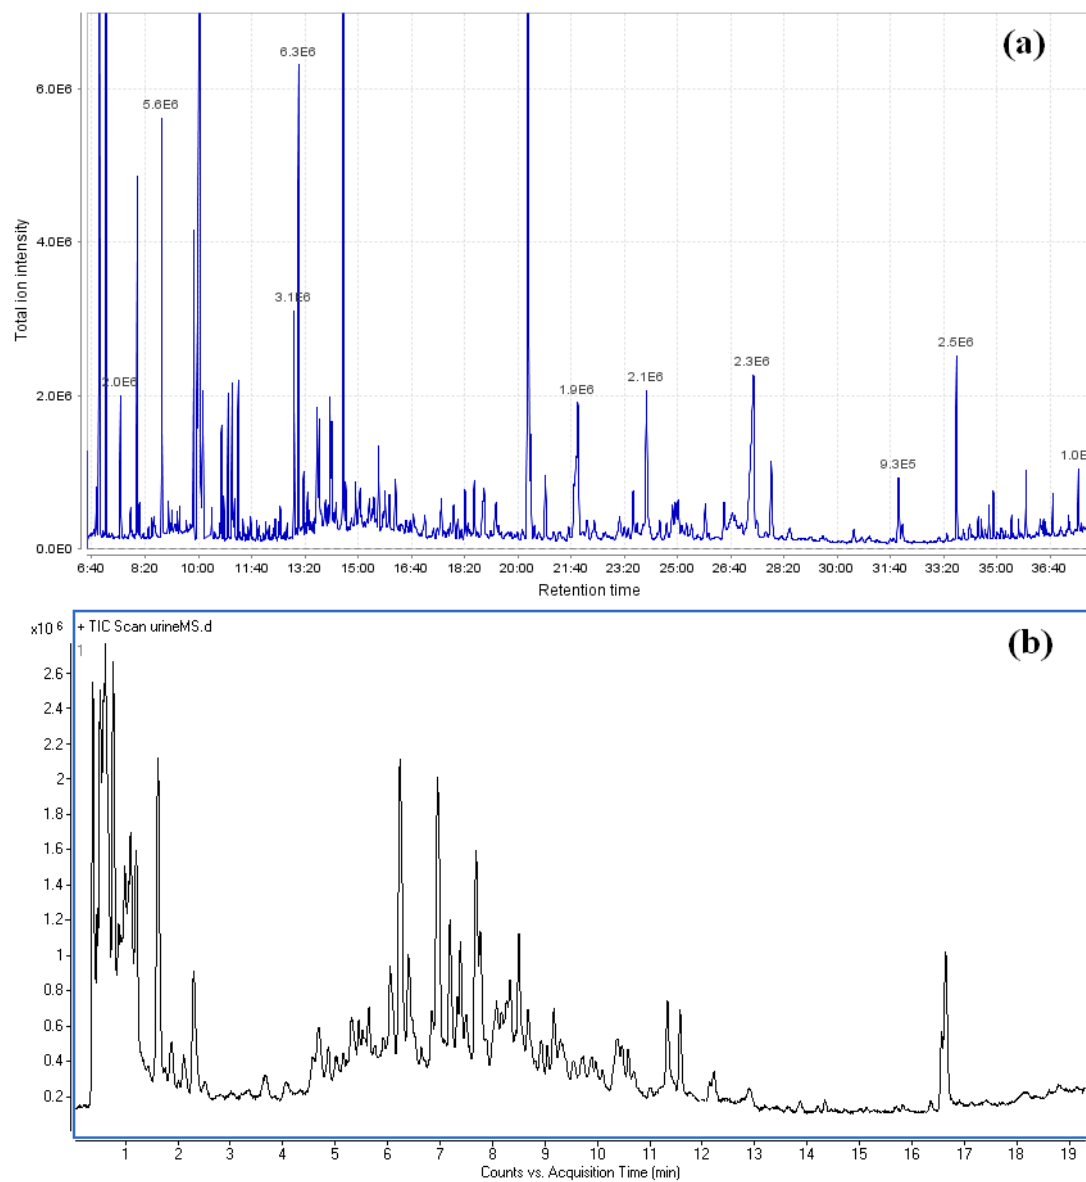 (a)
6.3E6
5.6E6
3.1E6
2.0E6
1.9E6
2.1E6
2.3E6
9.3E5
2.5E6
1.0E
6.0E6
4.0E6
2.0E6
0.0E0
Total ion intensity
6:40 8:20 10:00 11:40 13:20 15:00 16:40 18:20 20:00 21:40 23:20 25:00 26:40 28:20 30:00 31:40 33:20 35:00 36:40
Retention time
x10 6
+ TIC Scan urineMS.d
(b)
1
2.6
2.4
2.2
2
1.8
1.6
1.4
1.2
1
0.8
0.6
0.4
0.2
1 2 3 4 5 6 7 8 9 10 11 12 13 14 15 16 17 18 19
Counts vs. Acquisition Time (min)